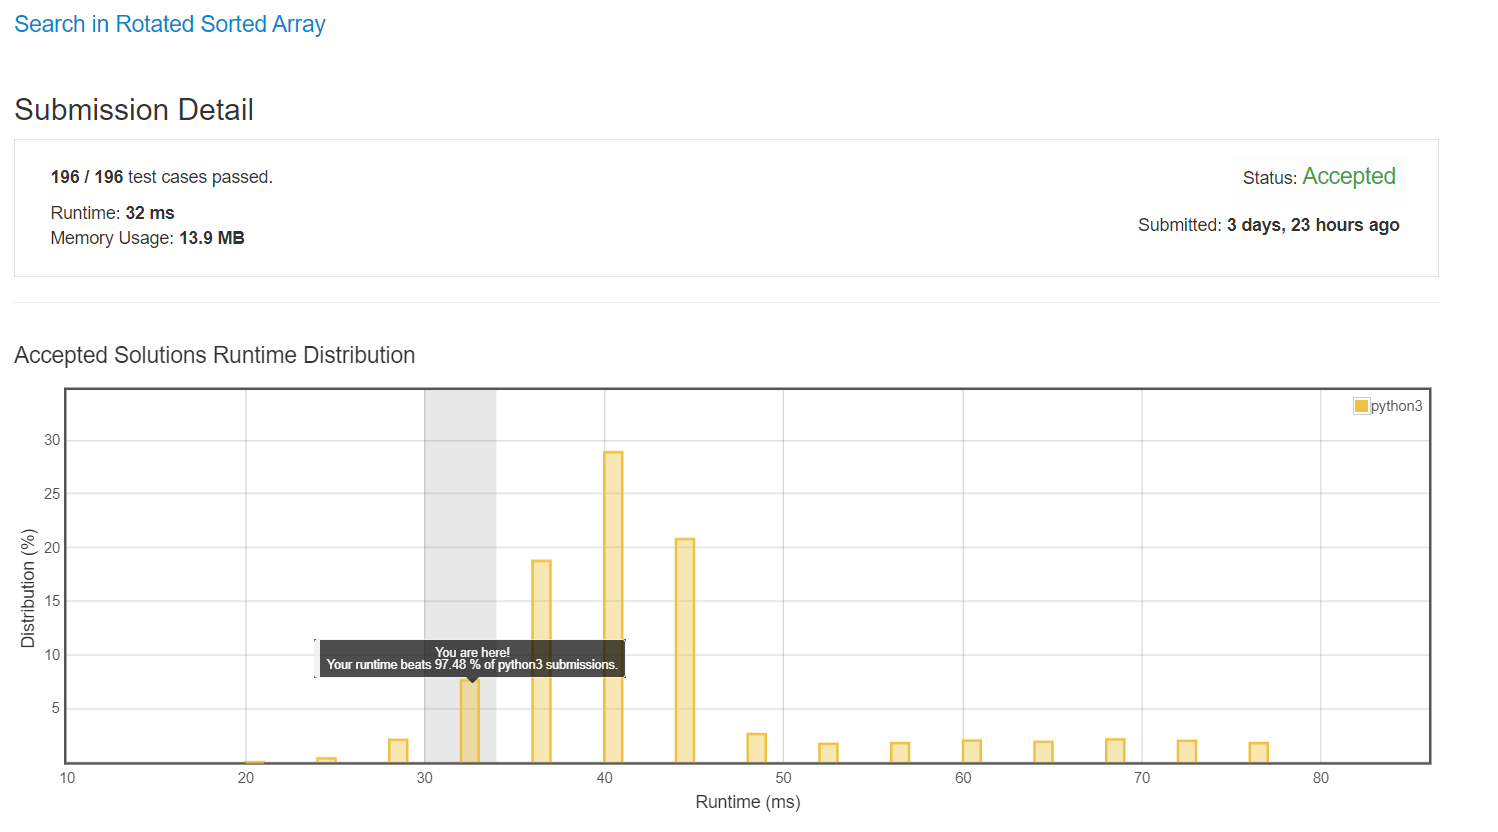 Search in Rotated Sorted Array
Submission Detail
196 / 196 test cases passed.
Status: Accepted
Runtime: 32 ms
Submitted: 3 days, 23 hours ago
Memory Usage: 13.9 MB
Accepted Solutions Runtime Distribution
python3
30
25
20
15
10
5
Distribution (%)
You are here!
Your runtime beats 97.48 % of python3 submissions.
10 20 30 40 50 60 70 80
Runtime (ms)